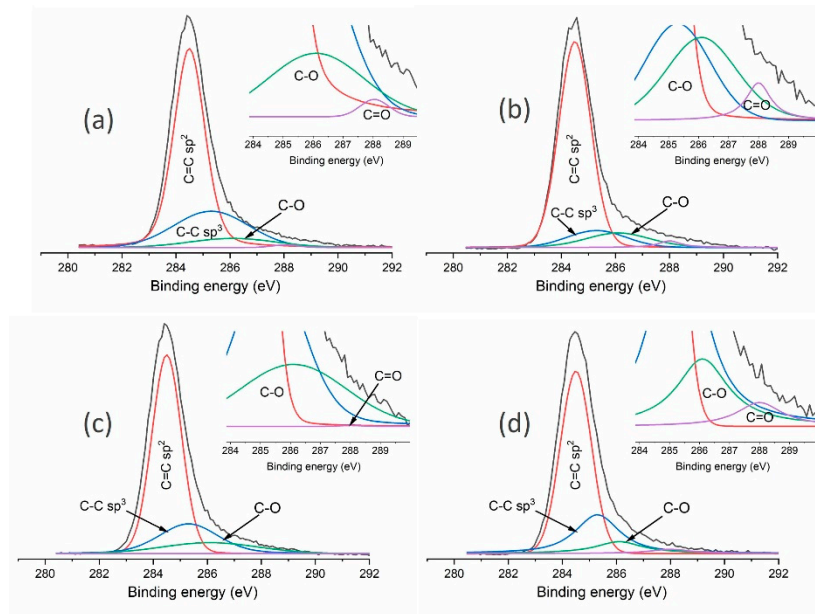 (a)
C=C sp²
C-C sp³
C-O
280 282 284 286 288 290 292
Binding energy (eV)
C-O
C=O
284 285 286 287 288 289
Binding energy (eV)
(b)
C=C sp²
C-C sp³
C-O
280 282 284 286 288 290 292
Binding energy (eV)
C-O
C=O
284 285 286 287 288 289
Binding energy (eV)
(c)
C=C sp²
C-C sp³
C-O
280 282 284 286 288 290 292
Binding energy (eV)
C-O
C=O
284 285 286 287 288 289
Binding energy (eV)
(d)
C=C sp²
C-C sp³
C-O
280 282 284 286 288 290 292
Binding energy (eV)
C-O
C=O
284 285 286 287 288 289
Binding energy (eV)